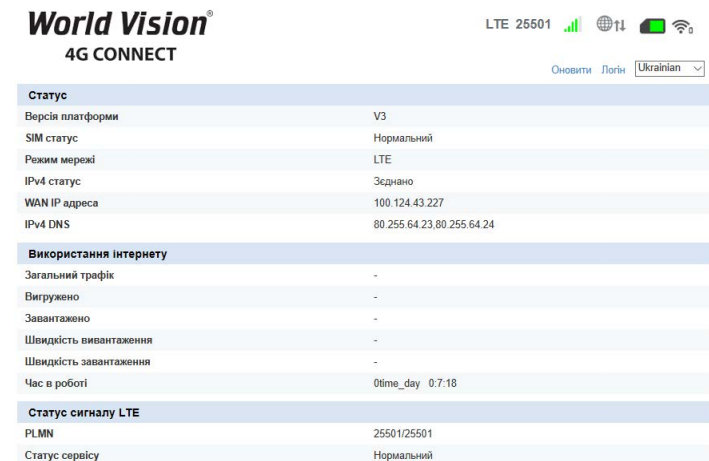 World Vision®
4G CONNECT
LTE 25501
Оновити Логін Ukrainian
Статус
Версія платформи V3
SIM статус Нормальний
Режим мережі LTE
IPv4 статус Зєднано
WAN IP адреса 100.124.43.227
IPv4 DNS 80.255.64.23,80.255.64.24
Використання інтернету
Загальний трафік -
Вигружено -
Завантажено -
Швидкість вивантаження -
Швидкість завантаження -
Час в роботі 0time_day 0:7:18
Статус сигналу LTE
PLMN 25501/25501
Статус сервісу Нормальний